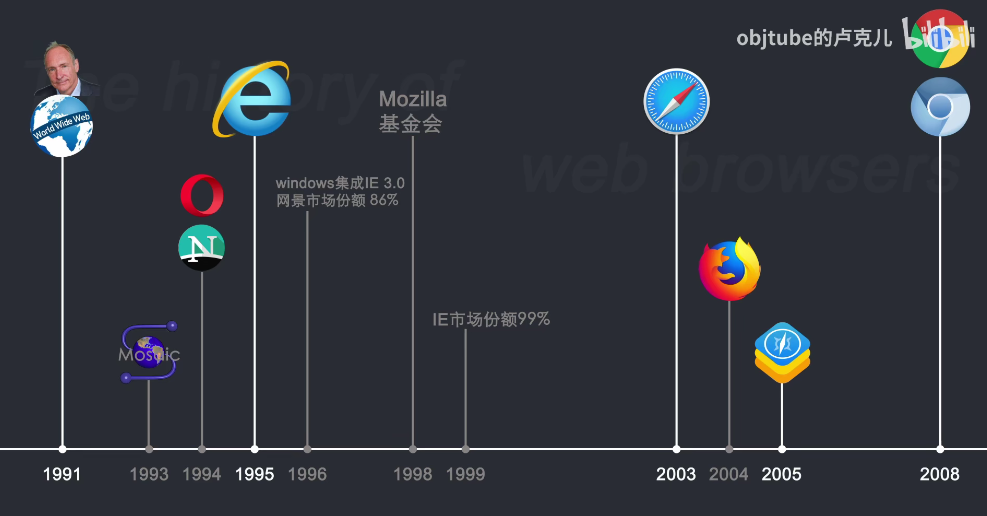 objtube的卢克儿 bilibili
The history of
web browsers
World Wide Web
Mozilla
基金会
windows集成IE 3.0
网景市场份额 86%
N
IE市场份额99%
Mosaic
1991
1993
1994
1995
1996
1998
1999
2003
2004
2005
2008